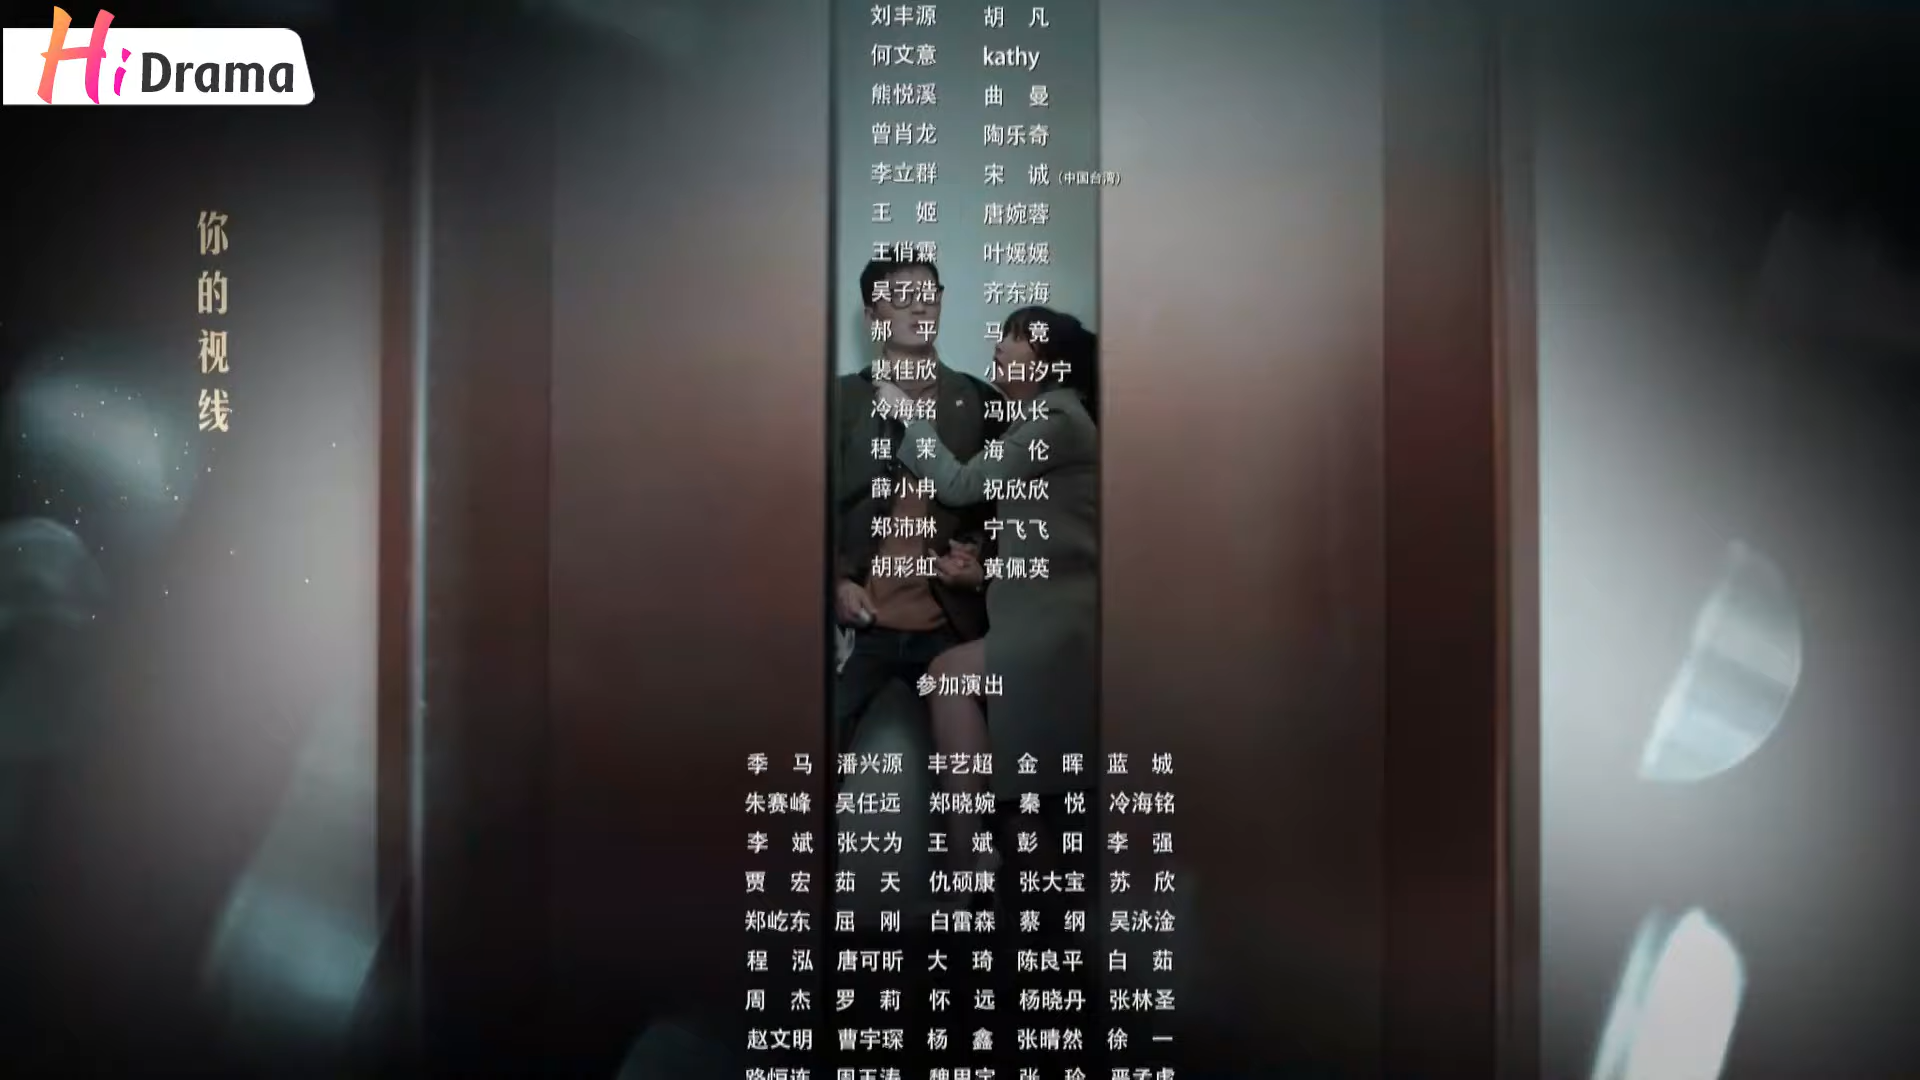 Hi Drama
刘丰源 胡 凡
何文意 kathy
熊悦溪 曲 曼
曾肖龙 陶乐奇
李立群 宋 诚（中国台湾）
王 姬 唐婉蓉
王俏霖 叶媛媛
吴子浩 齐东海
郝 平 马 竞
裴佳欣 小白汐宁
冷海铭 冯队长
程 茉 海 伦
薛小冉 祝欣欣
郑沛琳 宁飞飞
胡彩虹 黄佩英
你的视线
参加演出
季 马 潘兴源 丰艺超 金 晖 蓝 城
朱赛峰 吴任远 郑晓婉 秦 悦 冷海铭
李 斌 张大为 王 斌 彭 阳 李 强
贾 宏 茹 天 仇硕康 张大宝 苏 欣
郑屹东 屈 刚 白雷森 蔡 纲 吴泳淦
程 泓 唐可昕 大 琦 陈良平 白 茹
周 杰 罗 莉 怀 远 杨晓丹 张林圣
赵文明 曹宇琛 杨 鑫 张晴然 徐 一